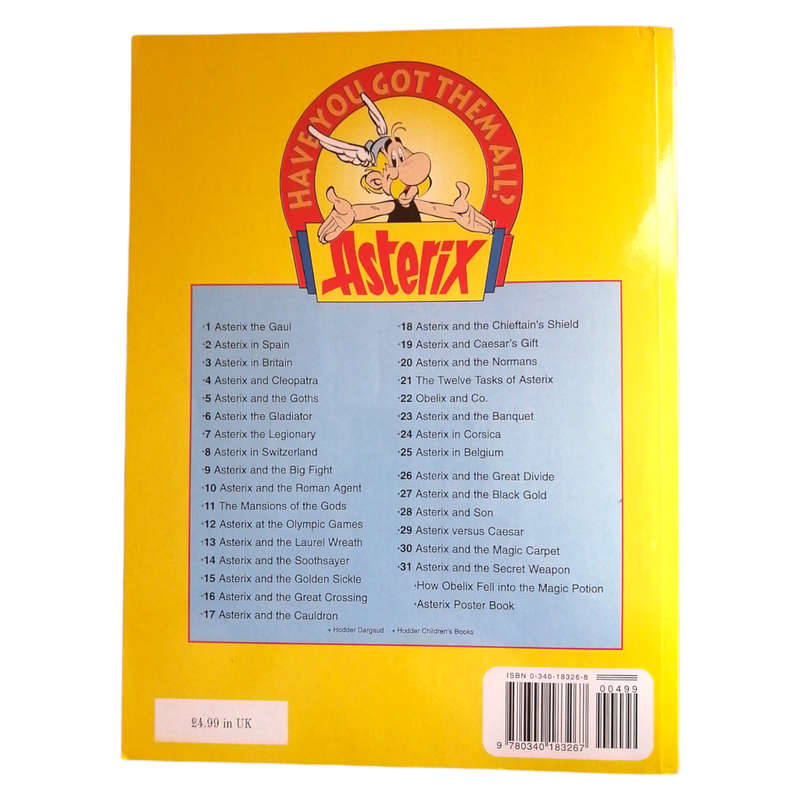 HAVE YOU GOT THEM ALL?
Asterix
·1 Asterix the Gaul
·2 Asterix in Spain
·3 Asterix in Britain
·4 Asterix and Cleopatra
·5 Asterix and the Goths
·6 Asterix the Gladiator
·7 Asterix the Legionary
·8 Asterix in Switzerland
·9 Asterix and the Big Fight
·10 Asterix and the Roman Agent
·11 The Mansions of the Gods
·12 Asterix at the Olympic Games
·13 Asterix and the Laurel Wreath
·14 Asterix and the Soothsayer
·15 Asterix and the Golden Sickle
·16 Asterix and the Great Crossing
·17 Asterix and the Cauldron
·18 Asterix and the Chieftain's Shield
·19 Asterix and Caesar's Gift
·20 Asterix and the Normans
·21 The Twelve Tasks of Asterix
·22 Obelix and Co.
·23 Asterix and the Banquet
·24 Asterix in Corsica
·25 Asterix in Belgium
·26 Asterix and the Great Divide
·27 Asterix and the Black Gold
·28 Asterix and Son
·29 Asterix versus Caesar
·30 Asterix and the Magic Carpet
·31 Asterix and the Secret Weapon
·How Obelix Fell into the Magic Potion
·Asterix Poster Book
• Hodder Dargaud • Hodder Children's Books
£4.99 in UK
ISBN 0-340-18326-8
00499
9 780340 183267